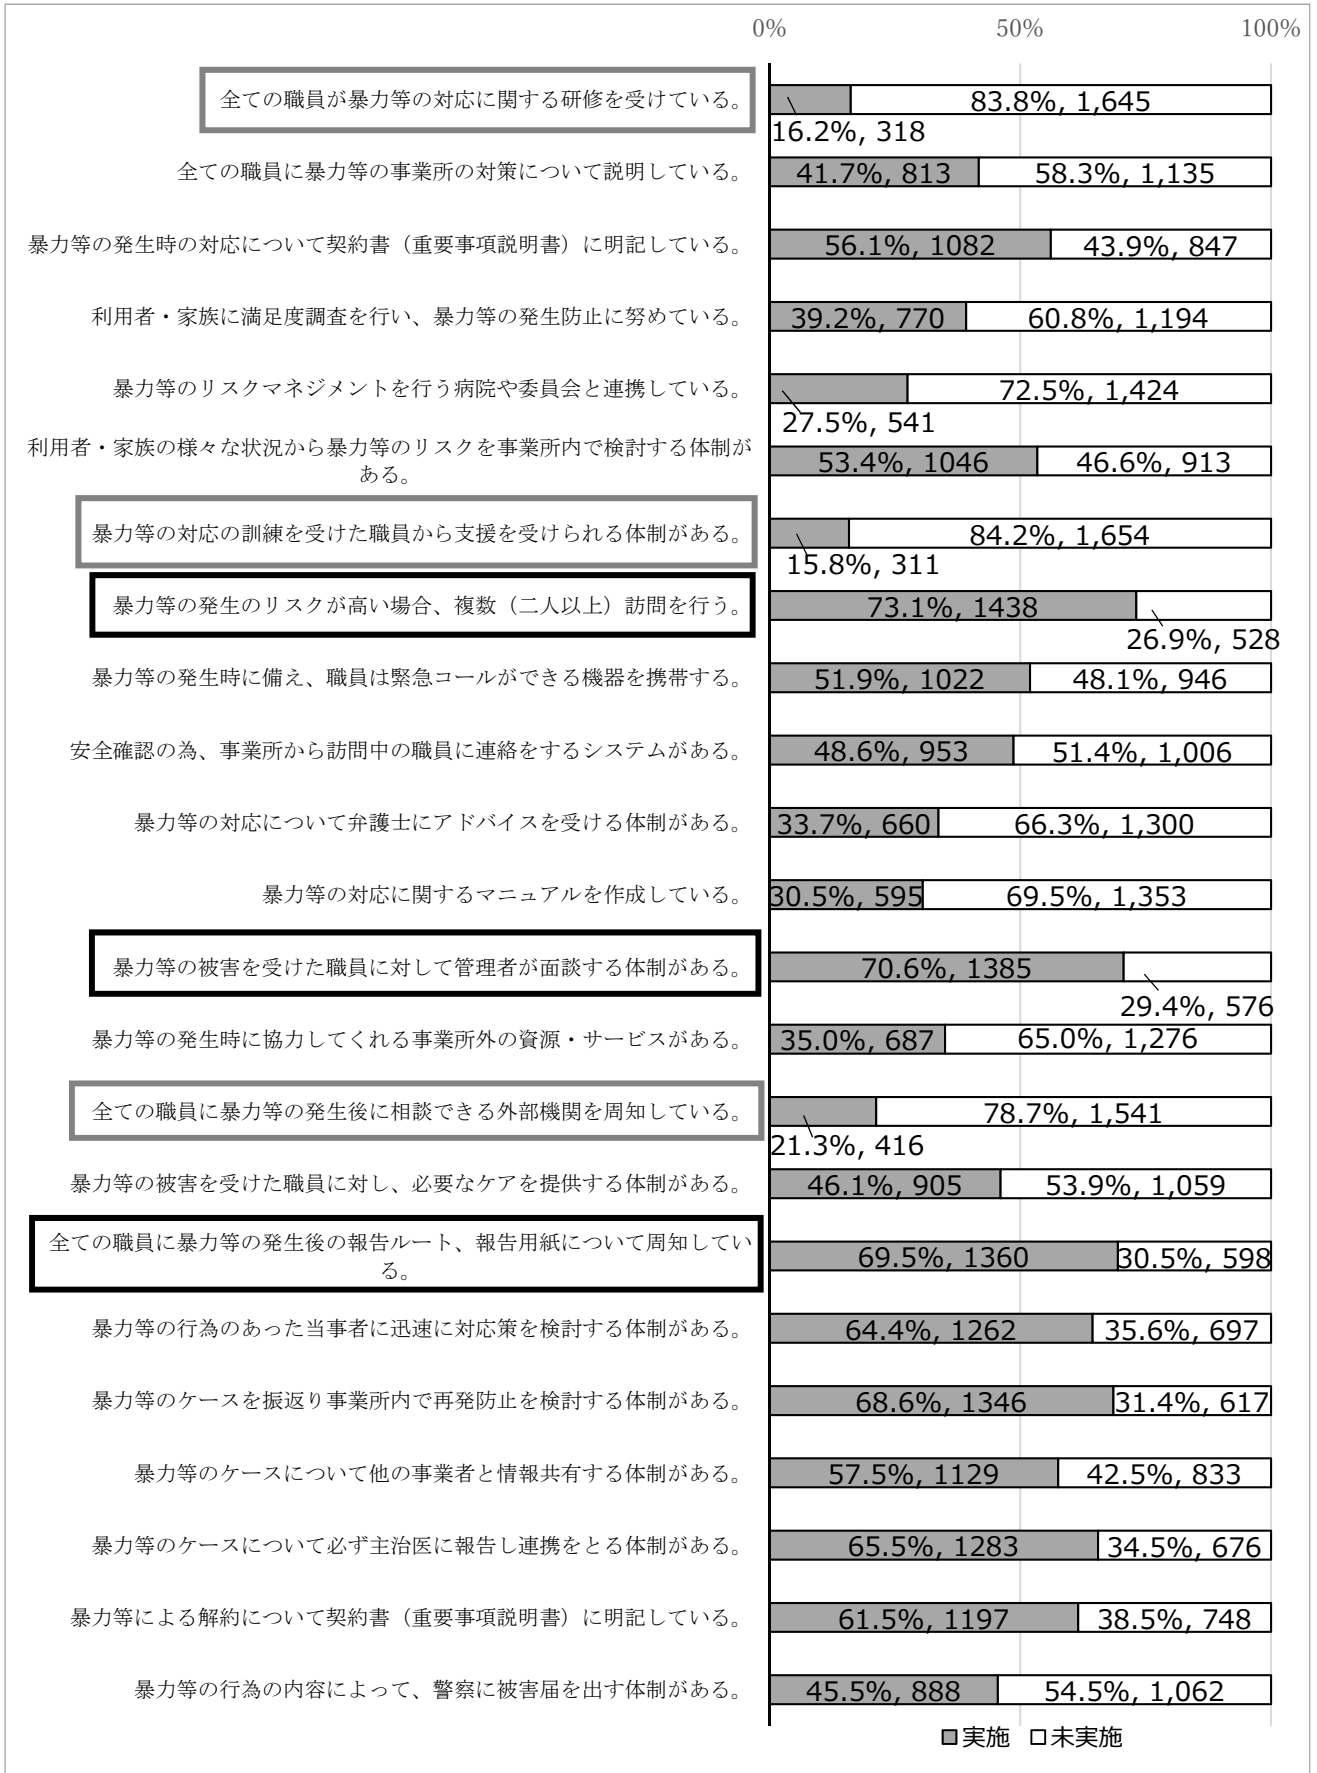 0% 50% 100%
全ての職員が暴力等の対応に関する研修を受けている。 83.8%, 1,645
16.2%, 318
全ての職員に暴力等の事業所の対策について説明している。 41.7%, 813 58.3%, 1,135
暴力等の発生時の対応について契約書（重要事項説明書）に明記している。 56.1%, 1082 43.9%, 847
利用者・家族に満足度調査を行い、暴力等の発生防止に努めている。 39.2%, 770 60.8%, 1,194
暴力等のリスクマネジメントを行う病院や委員会と連携している。 72.5%, 1,424
27.5%, 541
利用者・家族の様々な状況から暴力等のリスクを事業所内で検討する体制が
ある。 53.4%, 1046 46.6%, 913
暴力等の対応の訓練を受けた職員から支援を受けられる体制がある。 84.2%, 1,654
15.8%, 311
暴力等の発生のリスクが高い場合、複数（二人以上）訪問を行う。 73.1%, 1438
26.9%, 528
暴力等の発生時に備え、職員は緊急コールができる機器を携帯する。 51.9%, 1022 48.1%, 946
安全確認の為、事業所から訪問中の職員に連絡をするシステムがある。 48.6%, 953 51.4%, 1,006
暴力等の対応について弁護士にアドバイスを受ける体制がある。 33.7%, 660 66.3%, 1,300
暴力等の対応に関するマニュアルを作成している。 30.5%, 595 69.5%, 1,353
暴力等の被害を受けた職員に対して管理者が面談する体制がある。 70.6%, 1385
29.4%, 576
暴力等の発生時に協力してくれる事業所外の資源・サービスがある。 35.0%, 687 65.0%, 1,276
全ての職員に暴力等の発生後に相談できる外部機関を周知している。 78.7%, 1,541
21.3%, 416
暴力等の被害を受けた職員に対し、必要なケアを提供する体制がある。 46.1%, 905 53.9%, 1,059
全ての職員に暴力等の発生後の報告ルート、報告用紙について周知してい
る。 69.5%, 1360 30.5%, 598
暴力等の行為のあった当事者に迅速に対応策を検討する体制がある。 64.4%, 1262 35.6%, 697
暴力等のケースを振返り事業所内で再発防止を検討する体制がある。 68.6%, 1346 31.4%, 617
暴力等のケースについて他の事業者と情報共有する体制がある。 57.5%, 1129 42.5%, 833
暴力等のケースについて必ず主治医に報告し連携をとる体制がある。 65.5%, 1283 34.5%, 676
暴力等による解約について契約書（重要事項説明書）に明記している。 61.5%, 1197 38.5%, 748
暴力等の行為の内容によって、警察に被害届を出す体制がある。 45.5%, 888 54.5%, 1,062
実施 未実施